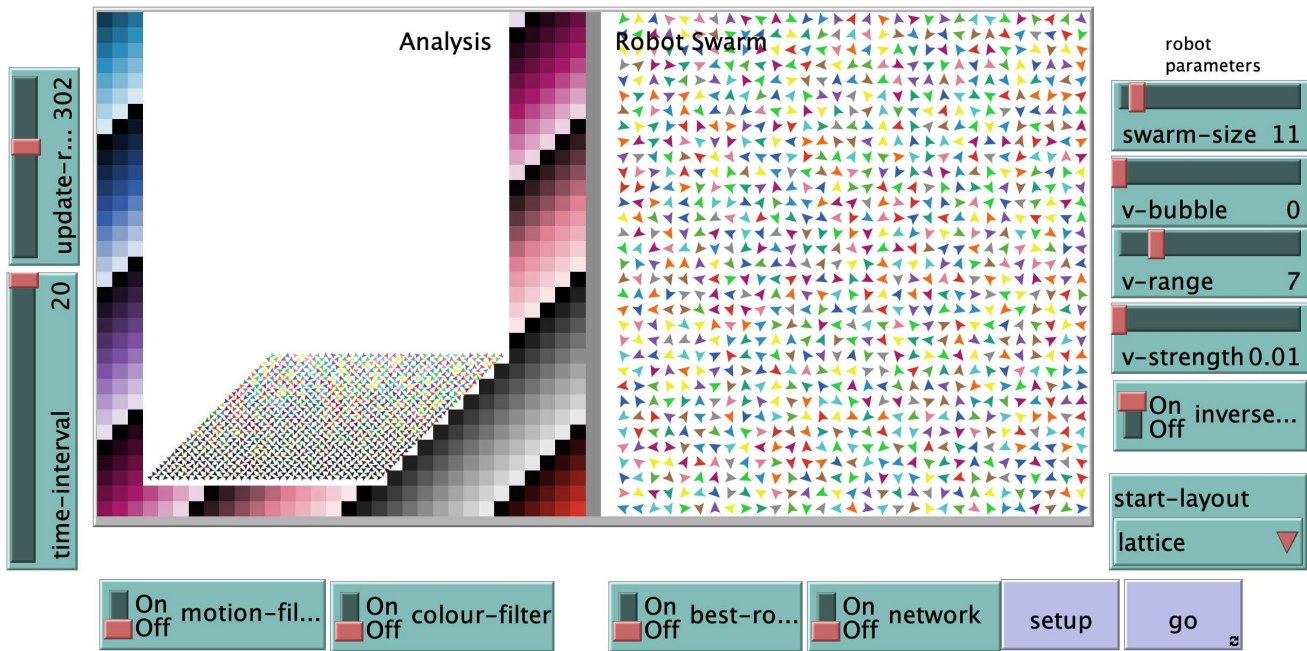 Analysis
Robot Swarm
update-r... 302
time-interval 20
robot
parameters
swarm-size 11
v-bubble 0
v-range 7
v-strength 0.01
On
Off
inverse...
start-layout
lattice
On
Off
motion-fil...
On
Off
colour-filter
On
Off
best-ro...
On
Off
network
setup
go